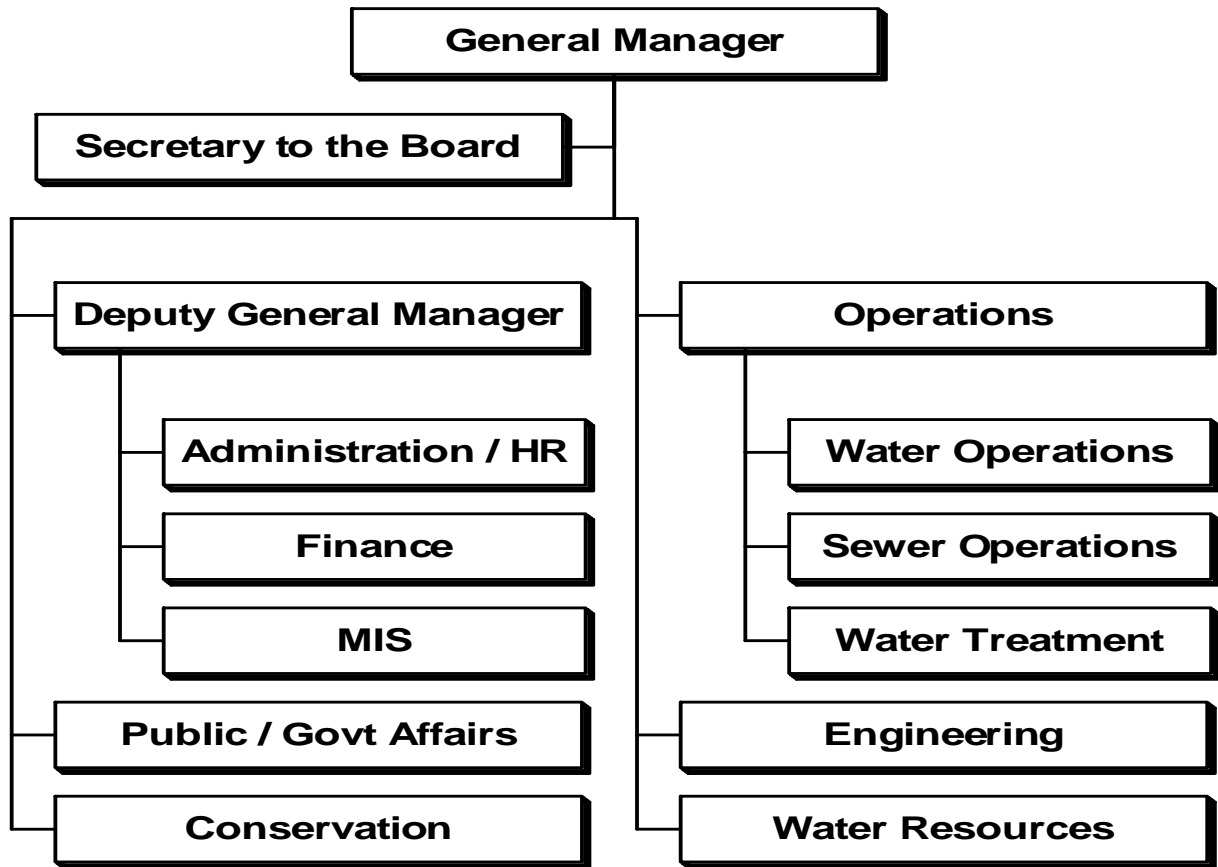 General Manager
Secretary to the Board
Deputy General Manager
Administration / HR
Finance
MIS
Public / Govt Affairs
Conservation
Operations
Water Operations
Sewer Operations
Water Treatment
Engineering
Water Resources